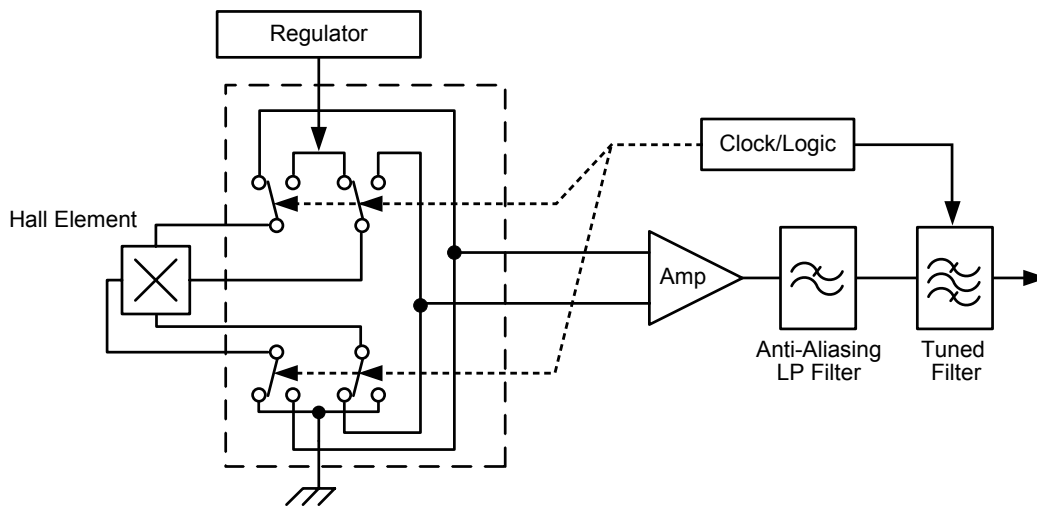 Regulator
Clock/Logic
Hall Element
Amp
Anti-Aliasing
LP Filter
Tuned
Filter